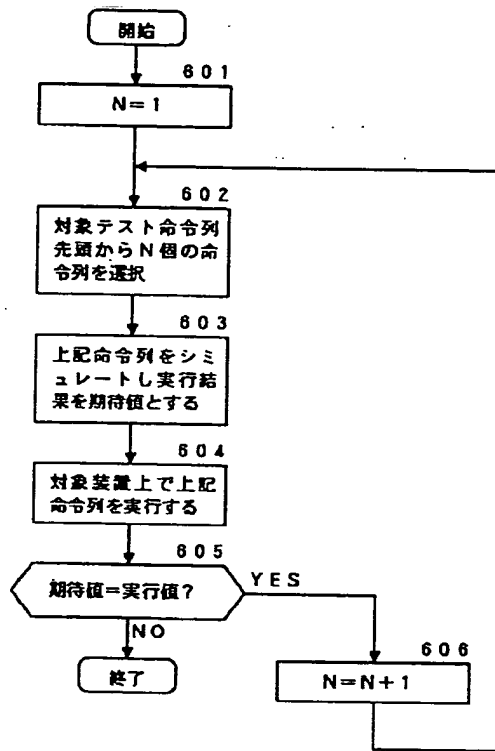 開始
601
N=1
602
対象テスト命令列
先頭からN個の命
令列を選択
603
上記命令列をシミ
ュレートし実行結
果を期待値とする
604
対象装置上で上記
命令列を実行する
605
期待値=実行値?
YES
NO
606
終了
N=N+1